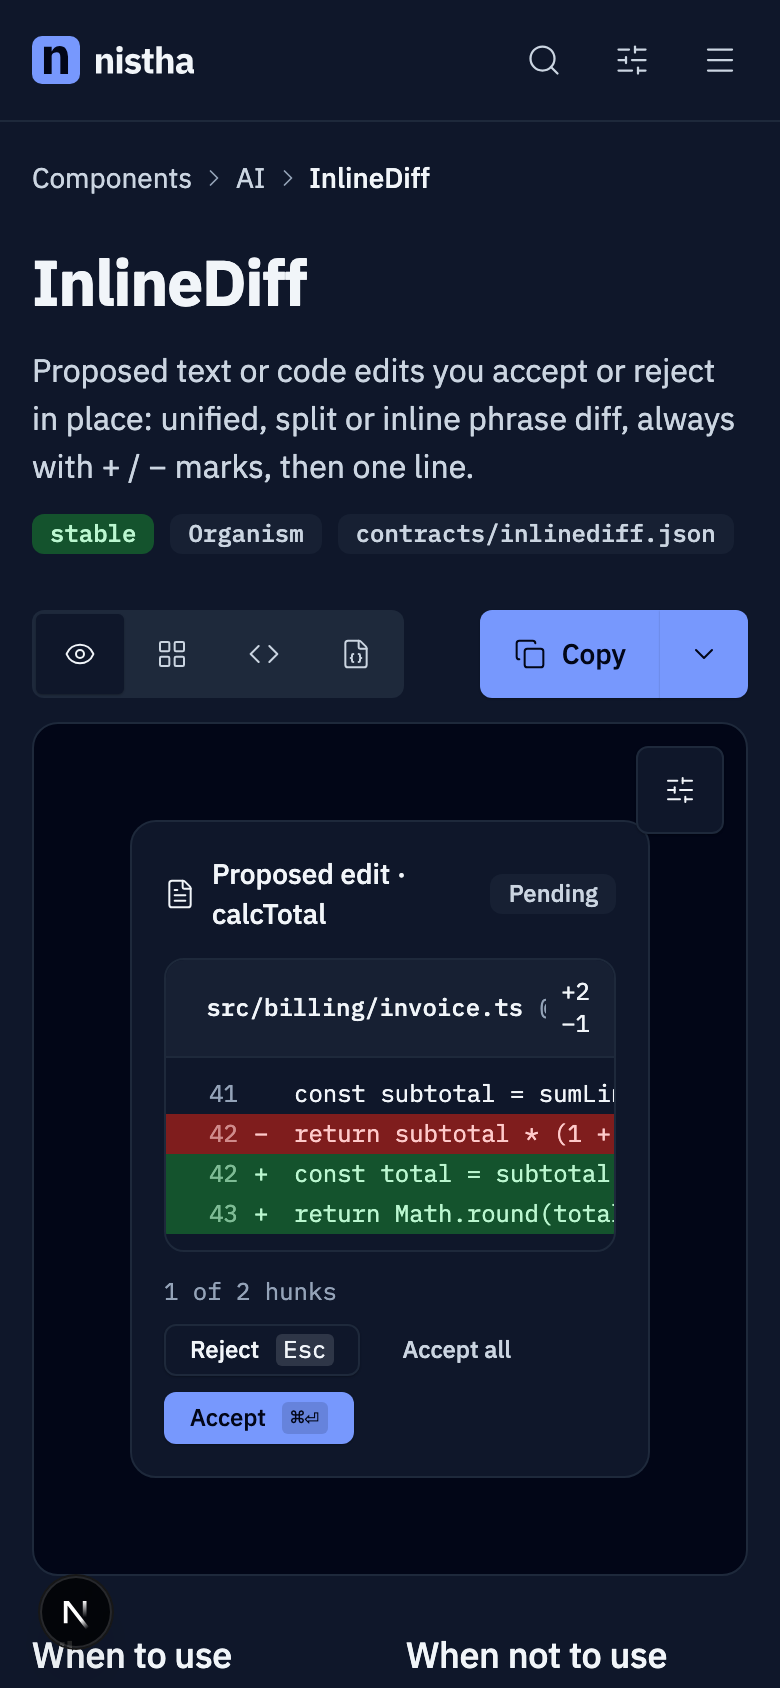 n nistha
Components > AI > InlineDiff
InlineDiff
Proposed text or code edits you accept or reject
in place: unified, split or inline phrase diff, always
with + / − marks, then one line.
stable Organism contracts/inlinediff.json
Copy
Proposed edit ·
calcTotal
Pending
src/billing/invoice.ts
+2
−1
41 const subtotal = sumLi
42 − return subtotal * (1 +
42 + const total = subtotal
43 + return Math.round(total
1 of 2 hunks
Reject Esc Accept all
Accept ⌘⏎
N
When to use When not to use